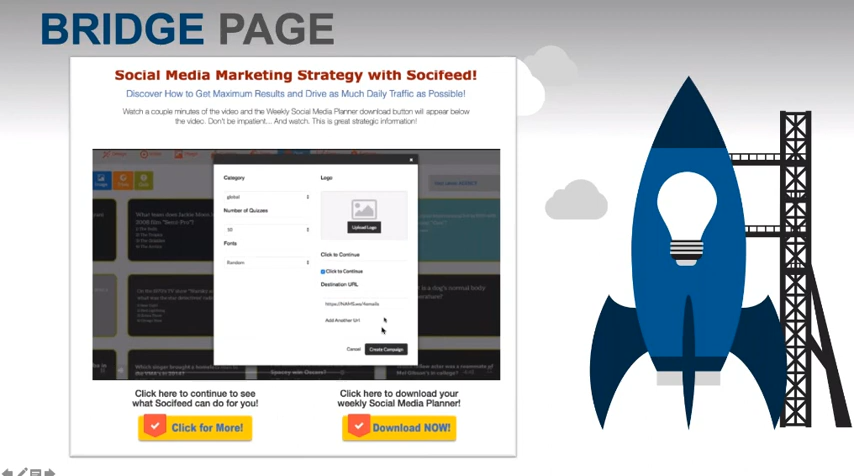 BRIDGE PAGE
Social Media Marketing Strategy with Socifeed!
Discover How to Get Maximum Results and Drive as Much Daily Traffic as Possible!
Watch a couple minutes of the video and the Weekly Social Media Planner download button will appear below
the video. Don't be impatient... And watch. This is great strategic information!
Category
Logo
global
Number of Quizzes
10
Upload Logo
Fonts
Random
Click to Continue
Click to Continue
Destination URL
Add Another Url
Cancel
Create Campaign
Click here to continue to see
what Socifeed can do for you!
Click for More!
Click here to download your
weekly Social Media Planner!
Download NOW!